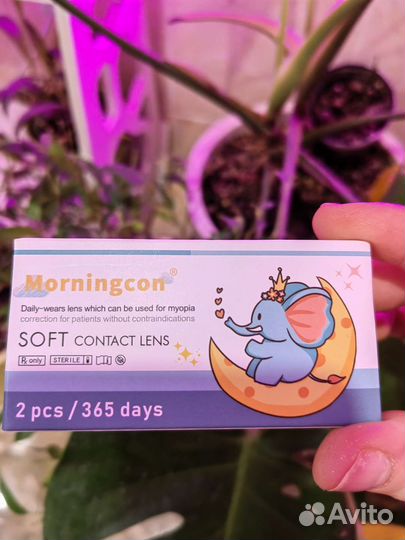 Morningcon®
Daily-wears lens which can be used for myopia
correction for patients without contraindications
SOFT CONTACT LENS
Rx only STERILE
2 pcs / 365 days
Avito